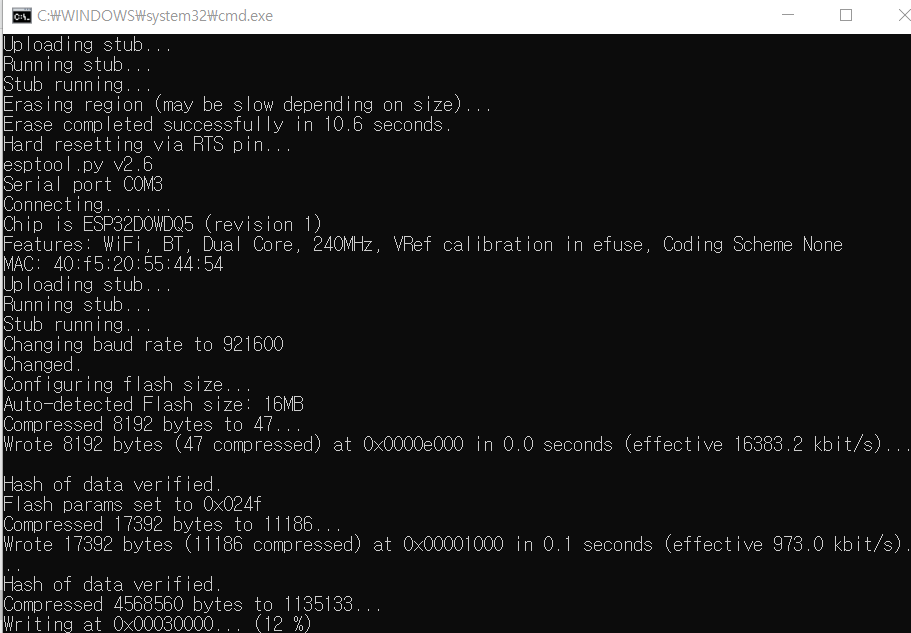 C:₩WINDOWS₩system32₩cmd.exe
Uploading stub...
Running stub...
Stub running...
Erasing region (may be slow depending on size)...
Erase completed successfully in 10.6 seconds.
Hard resetting via RTS pin...
esptool.py v2.6
Serial port COM3
Connecting.......
Chip is ESP32D0WDQ5 (revision 1)
Features: WiFi, BT, Dual Core, 240MHz, VRef calibration in efuse, Coding Scheme None
MAC: 40:f5:20:55:44:54
Uploading stub...
Running stub...
Stub running...
Changing baud rate to 921600
Changed.
Configuring flash size...
Auto-detected Flash size: 16MB
Compressed 8192 bytes to 47...
Wrote 8192 bytes (47 compressed) at 0x0000e000 in 0.0 seconds (effective 16383.2 kbit/s)...
Hash of data verified.
Flash params set to 0x024f
Compressed 17392 bytes to 11186...
Wrote 17392 bytes (11186 compressed) at 0x00001000 in 0.1 seconds (effective 973.0 kbit/s).
..
Hash of data verified.
Compressed 4568560 bytes to 1135133...
Writing at 0x00030000... (12 %)